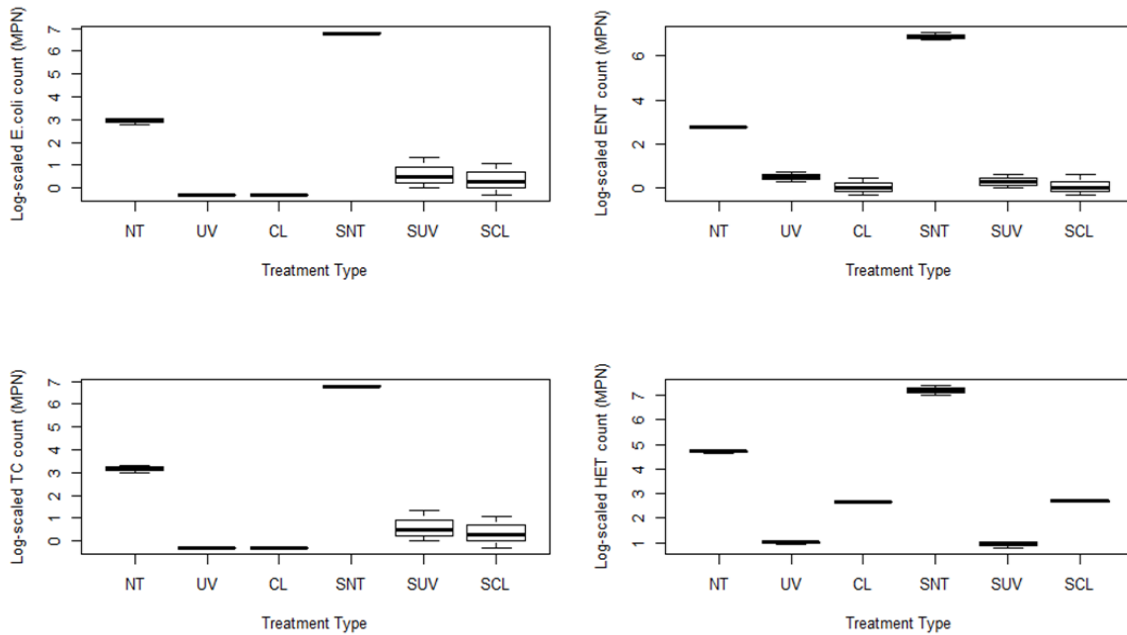 Log-scaled E.coli count (MPN)
7
6
5
4
3
2
1
0
NT UV CL SNT SUV SCL
Treatment Type
Log-scaled ENT count (MPN)
6
4
2
0
NT UV CL SNT SUV SCL
Treatment Type
Log-scaled TC count (MPN)
7
6
5
4
3
2
1
0
NT UV CL SNT SUV SCL
Treatment Type
Log-scaled HET count (MPN)
7
6
5
4
3
2
1
NT UV CL SNT SUV SCL
Treatment Type